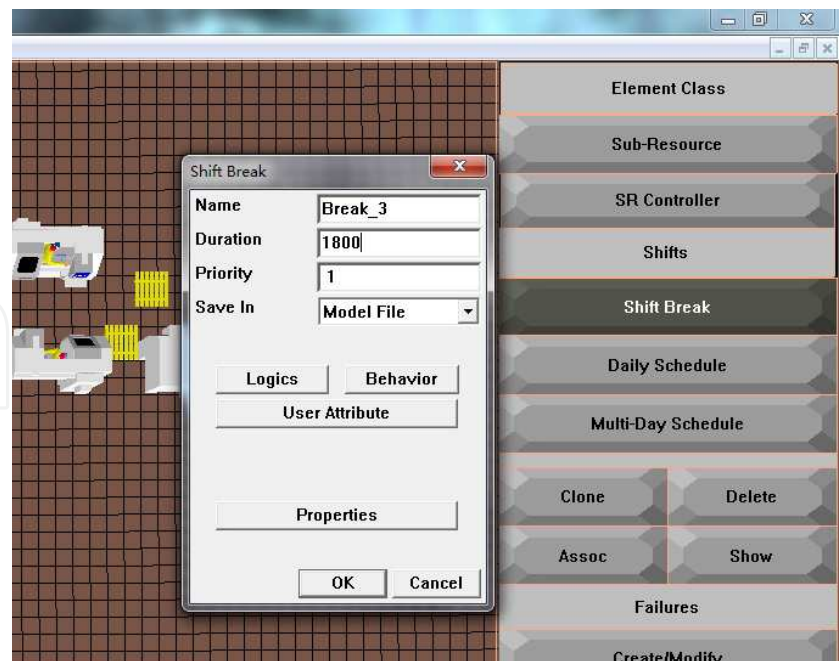 Shift Break
Name Break_3
Duration 1800
Priority 1
Save In Model File
Logics Behavior
User Attribute
Properties
OK Cancel
Element Class
Sub-Resource
SR Controller
Shifts
Shift Break
Daily Schedule
Multi-Day Schedule
Clone Delete
Assoc Show
Failures
Create/Modify